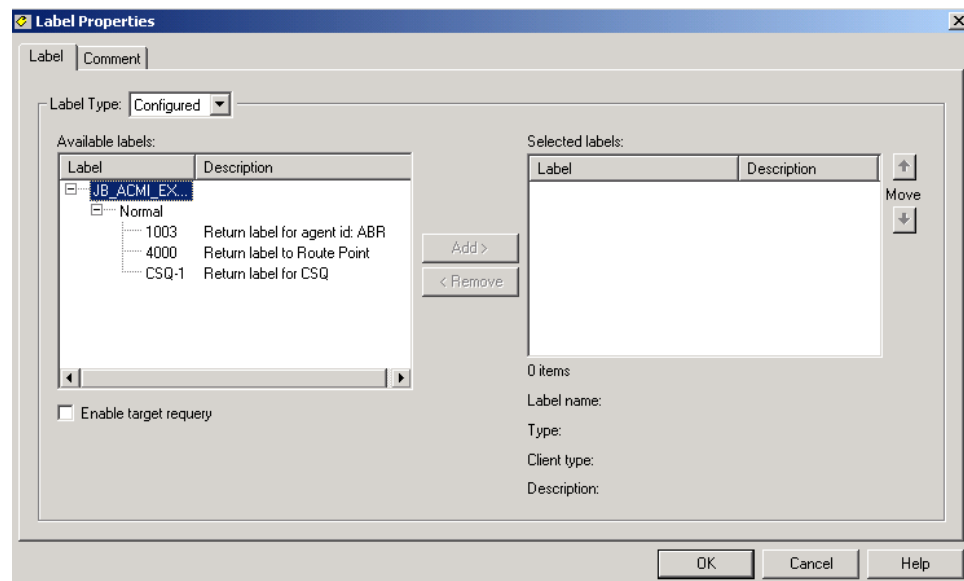 Label Properties
Label Comment
Label Type: Configured
Available labels:
Label Description
JB_ACMI_EX...
Normal
1003 Return label for agent id: ABR
4000 Return label to Route Point
CSQ-1 Return label for CSQ
Enable target requery
Add >
< Remove
Selected labels:
Label Description
Move
0 items
Label name:
Type:
Client type:
Description:
OK Cancel Help